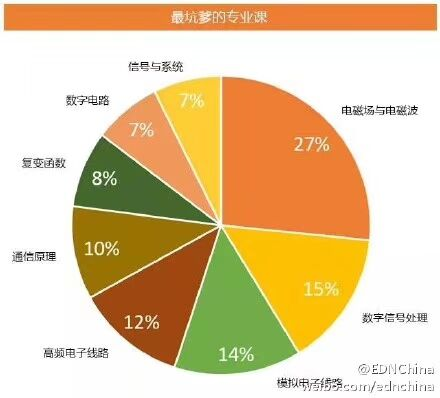 最坑爹的专业课
信号与系统
7%
数字电路
7%
电磁场与电磁波
27%
复变函数
8%
通信原理
10%
15%
数字信号处理
12%
高频电子线路
14%
模拟电子线路
@EDNChina
weibo.com/ednchina